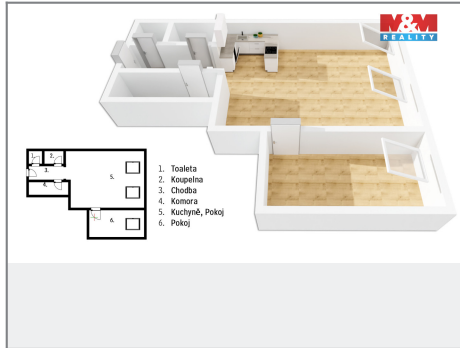 M&M
REALITY
1.
2.
3.
4.
5.
6.
1. Toaleta
2. Koupelna
3. Chodba
4. Komora
5. Kuchyně, Pokoj
6. Pokoj